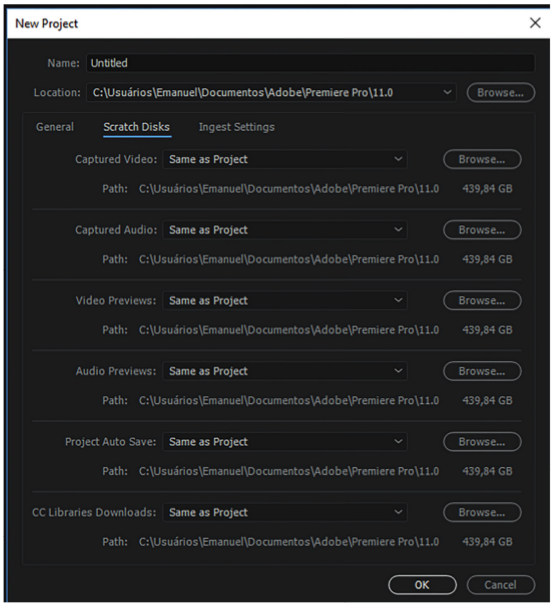 New Project
Name: Untitled
Location: C:\Usuários\Emanuel\Documentos\Adobe\Premiere Pro\11.0 Browse...
General Scratch Disks Ingest Settings
Captured Video: Same as Project Browse...
Path: C:\Usuários\Emanuel\Documentos\Adobe\Premiere Pro\11.0 439,84 GB
Captured Audio: Same as Project Browse...
Path: C:\Usuários\Emanuel\Documentos\Adobe\Premiere Pro\11.0 439,84 GB
Video Previews: Same as Project Browse...
Path: C:\Usuários\Emanuel\Documentos\Adobe\Premiere Pro\11.0 439,84 GB
Audio Previews: Same as Project Browse...
Path: C:\Usuários\Emanuel\Documentos\Adobe\Premiere Pro\11.0 439,84 GB
Project Auto Save: Same as Project Browse...
Path: C:\Usuários\Emanuel\Documentos\Adobe\Premiere Pro\11.0 439,84 GB
CC Libraries Downloads: Same as Project Browse...
Path: C:\Usuários\Emanuel\Documentos\Adobe\Premiere Pro\11.0 439,84 GB
OK Cancel